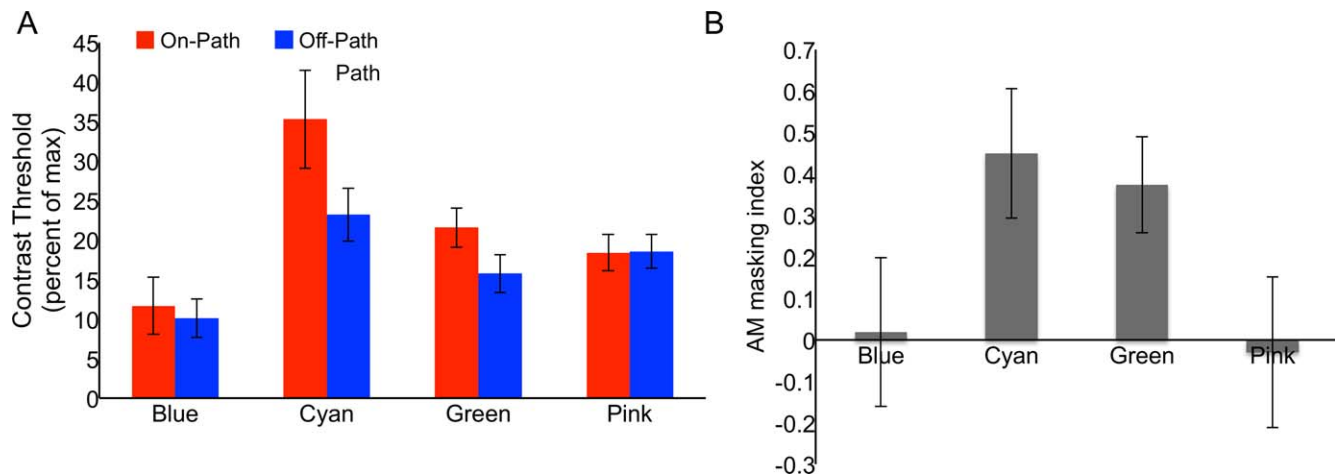 A
On-Path
Off-Path
Path
Contrast Threshold
(percent of max)
45
40
35
30
25
20
15
10
5
0
Blue Cyan Green Pink
B
AM masking index
0.7
0.6
0.5
0.4
0.3
0.2
0.1
0
-0.1
-0.2
-0.3
Blue Cyan Green Pink